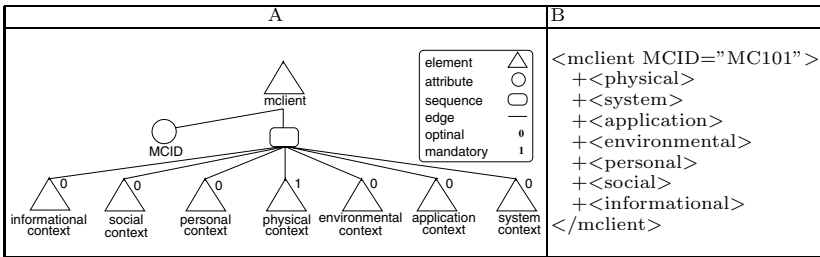 A
B
element
attribute
sequence
edge
optinal 0
mandatory 1
mclient
MCID
0 0 0 1 0 0 0
informational context
social context
personal context
physical context
environmental context
application context
system context
<mclient MCID="MC101">
+<physical>
+<system>
+<application>
+<environmental>
+<personal>
+<social>
+<informational>
</mclient>